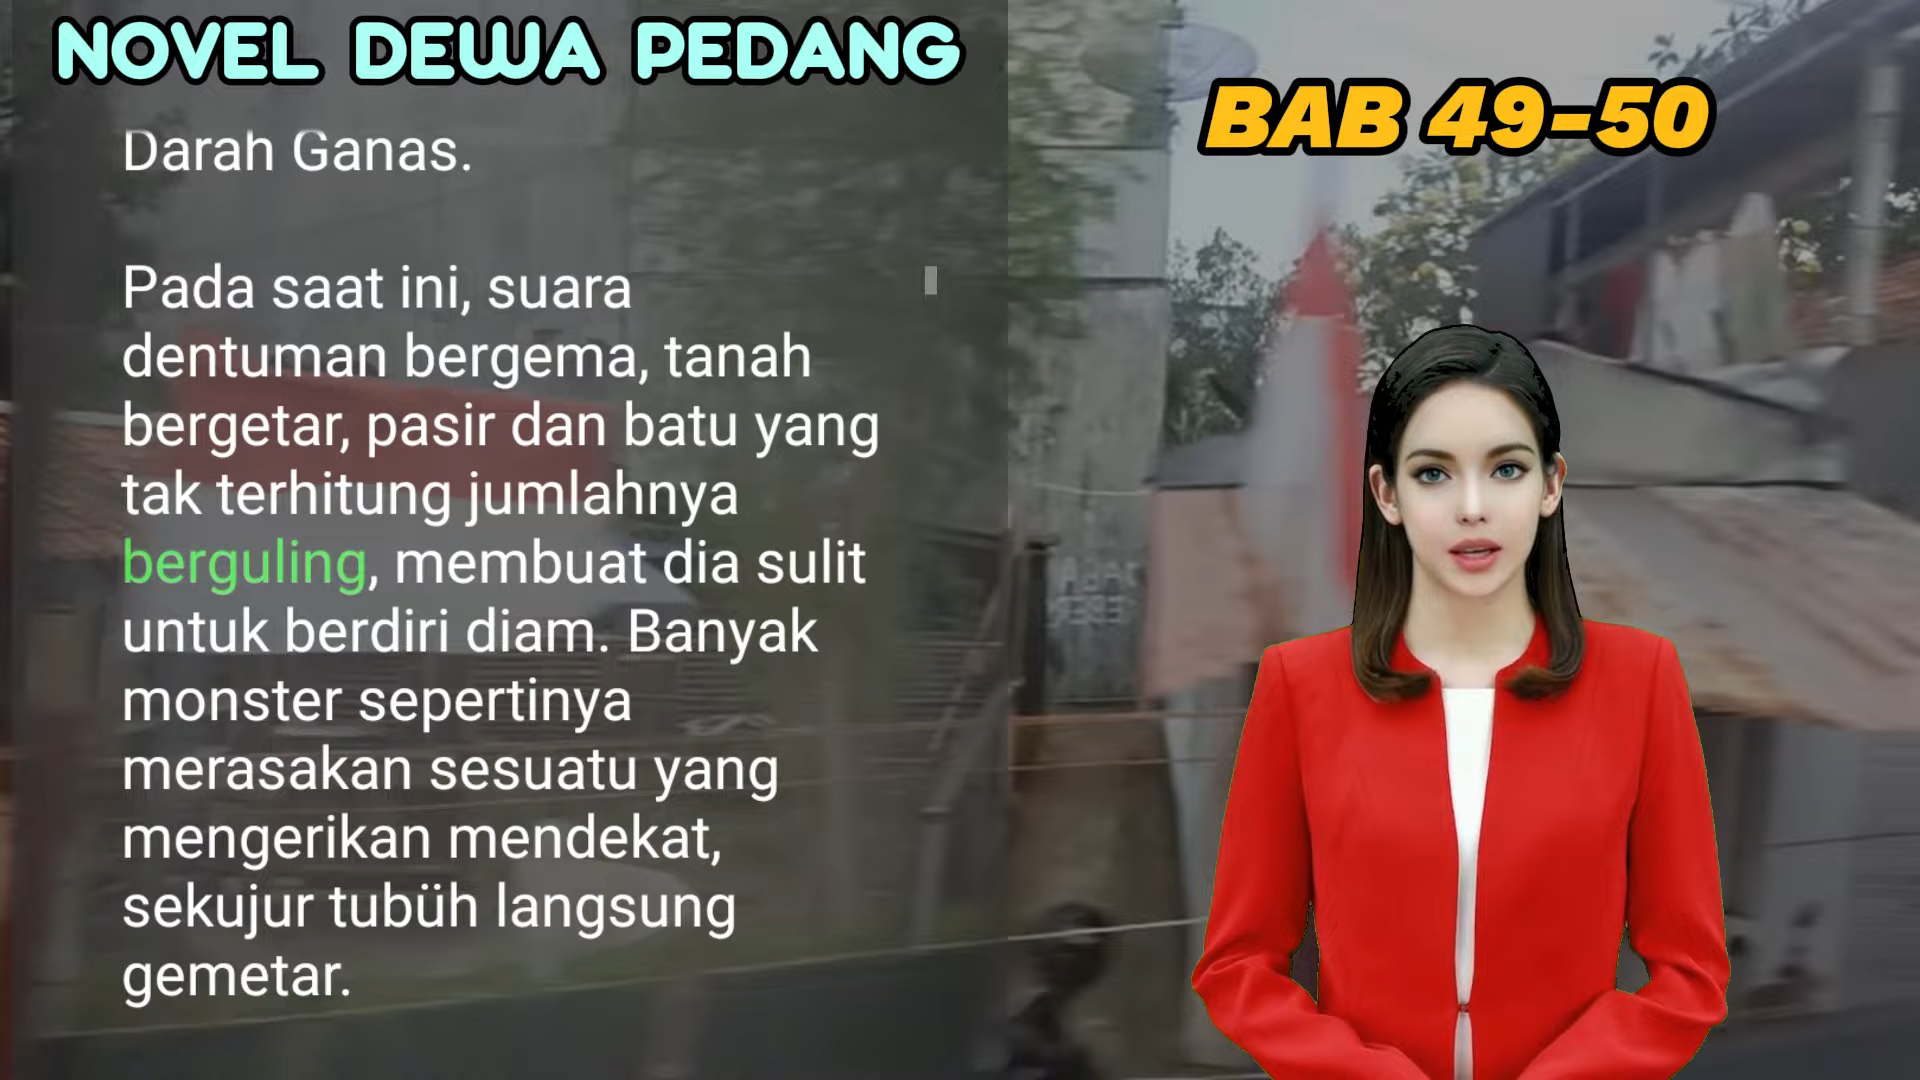 NOVEL DEWA PEDANG
BAB 49-50
Darah Ganas.
Pada saat ini, suara
dentuman bergema, tanah
bergetar, pasir dan batu yang
tak terhitung jumlahnya
berguling, membuat dia sulit
untuk berdiri diam. Banyak
monster sepertinya
merasakan sesuatu yang
mengerikan mendekat,
sekujur tubüh langsung
gemetar.